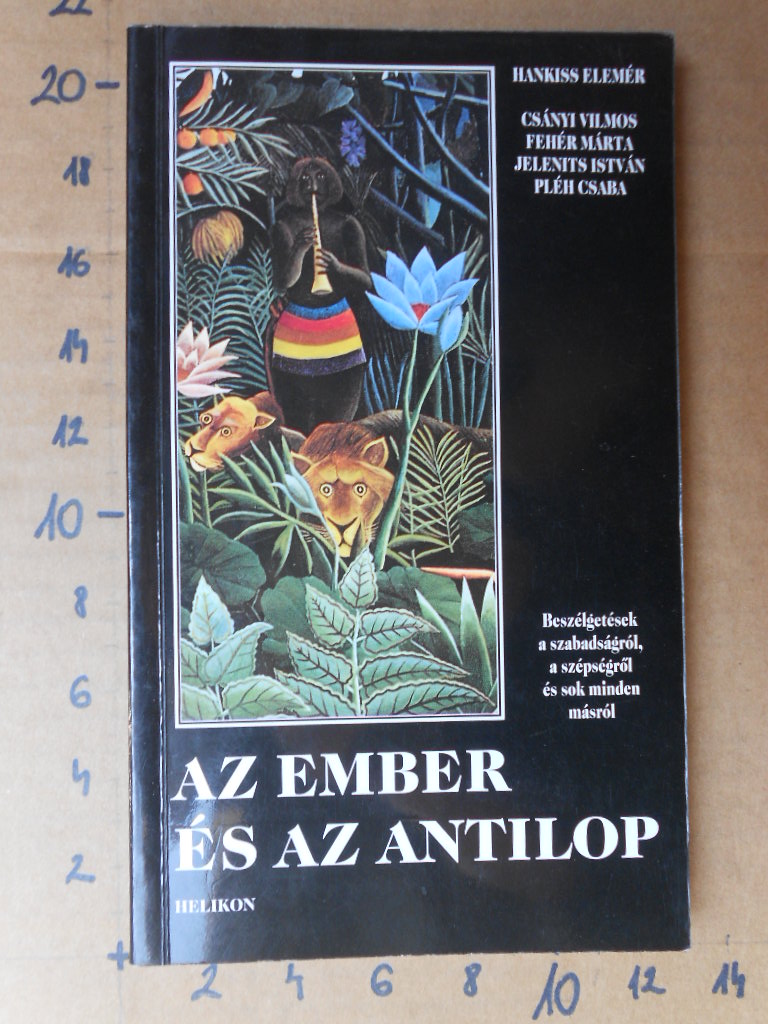 HANKISS ELEMÉR
CSÁNYI VILMOS
FEHÉR MÁRTA
JELENITS ISTVÁN
PLÉH CSABA
Beszélgetések
a szabadságról,
a szépségről
és sok minden
másról
AZ EMBER
ÉS AZ ANTILOP
HELIKON
22
20
18
16
14
12
10
8
6
4
2
2 4 6 8 10 12 14